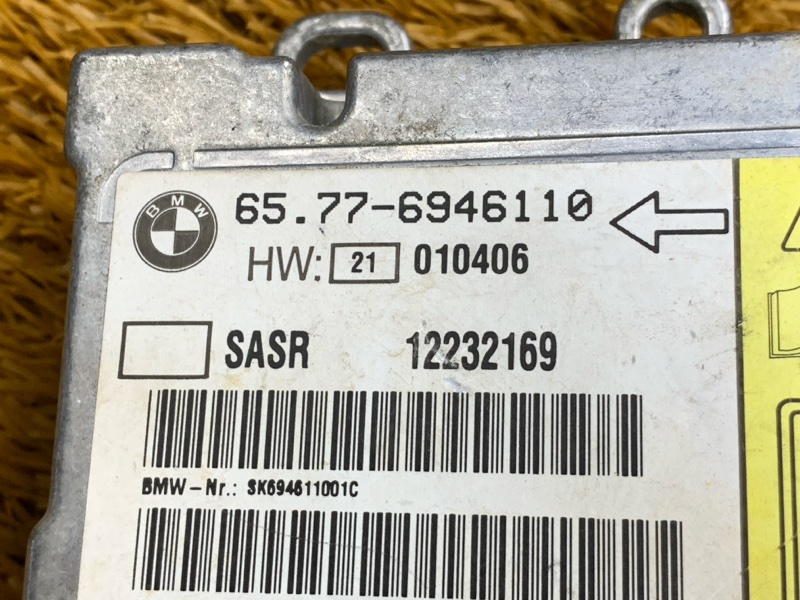 BMW
65.77-6946110
HW: 21 010406
SASR 12232169
BMW-Nr.: SK694611001C